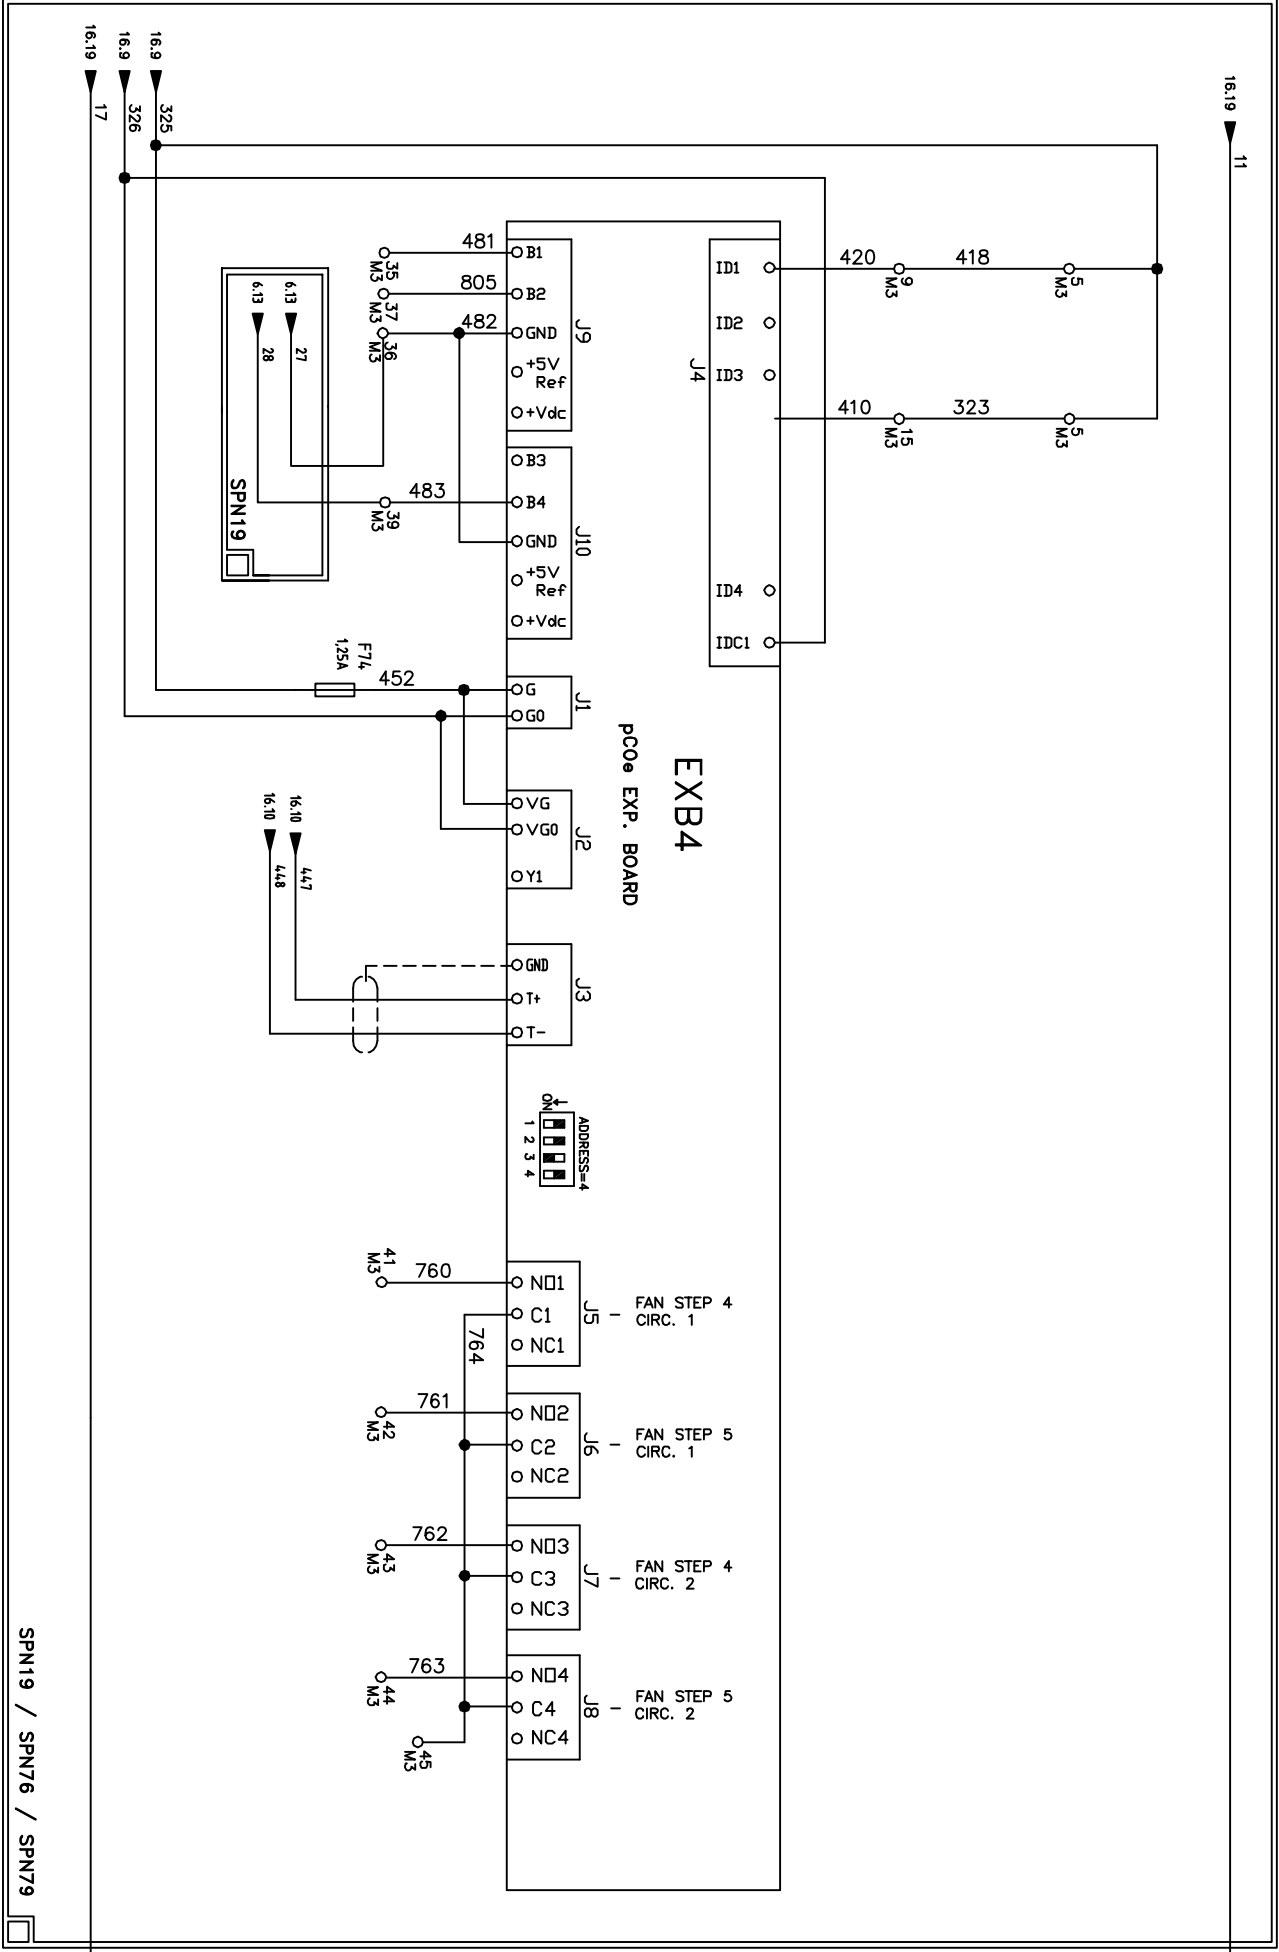 16.19
17
16.9
326
16.9
325
16.19
11
ID1
420
9
M3
418
5
M3
ID2
ID3
J4
410
15
M3
323
5
M3
ID4
IDC1
35
M3
481
B1
37
M3
805
B2
36
M3
482
GND
J9
+5V
Ref
+Vdc
6.13
28
6.13
27
SPN19
B3
39
M3
483
B4
GND
J10
+5V
Ref
+Vdc
F74
1,25A
452
G
G0
J1
EXB4
pCOe EXP. BOARD
VG
VG0
J2
Y1
16.10
448
16.10
447
GND
T+
T-
J3
ON
ADDRESS=4
1 2 3 4
41
M3
760
NO1
C1
NC1
764
J5 - FAN STEP 4
CIRC. 1
42
M3
761
NO2
C2
NC2
J6 - FAN STEP 5
CIRC. 1
43
M3
762
NO3
C3
NC3
J7 - FAN STEP 4
CIRC. 2
44
M3
763
NO4
C4
NC4
J8 - FAN STEP 5
CIRC. 2
45
M3
SPN19 / SPN76 / SPN79